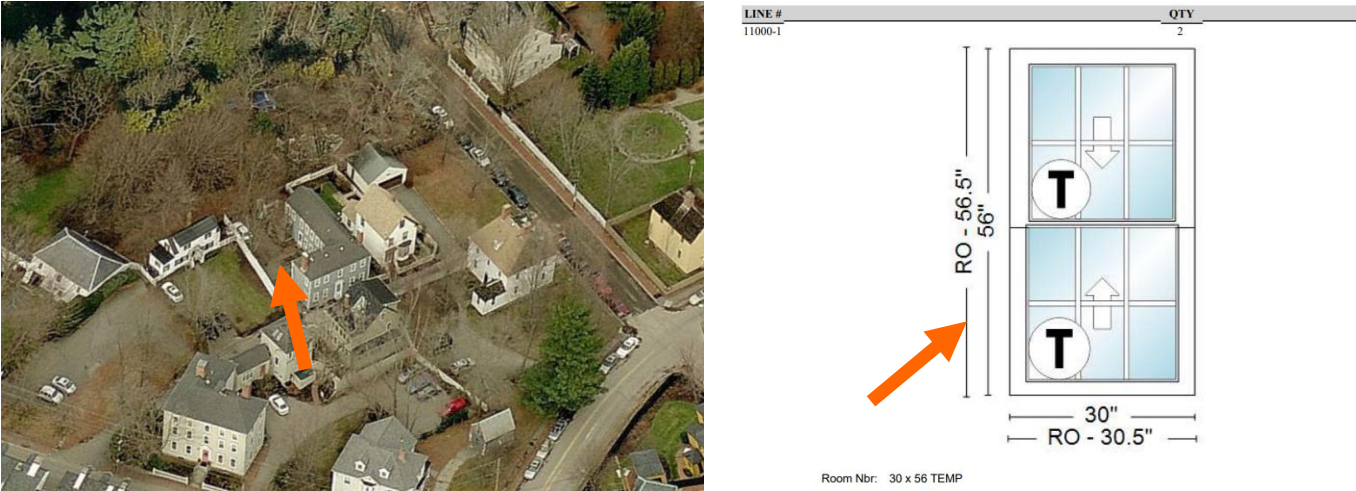 LINE # QTY
11000-1 2
RO - 56.5"
56"
T
T
30"
RO - 30.5"
Room Nbr: 30 x 56 TEMP